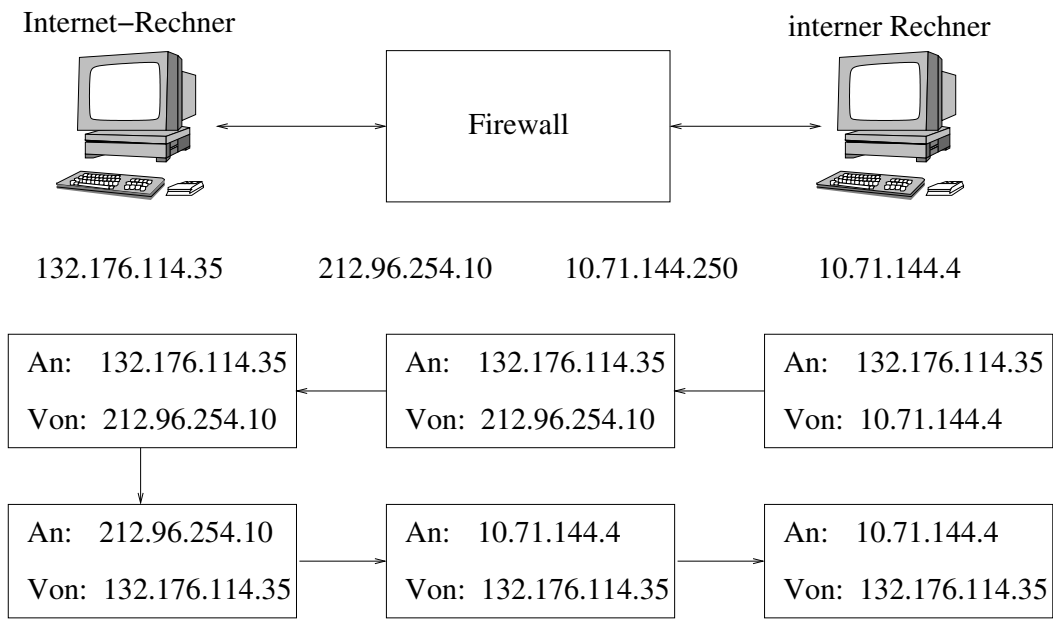 Internet–Rechner
interner Rechner
Firewall
132.176.114.35 212.96.254.10 10.71.144.250 10.71.144.4
An: 132.176.114.35
Von: 212.96.254.10
An: 132.176.114.35
Von: 212.96.254.10
An: 132.176.114.35
Von: 10.71.144.4
An: 212.96.254.10
Von: 132.176.114.35
An: 10.71.144.4
Von: 132.176.114.35
An: 10.71.144.4
Von: 132.176.114.35